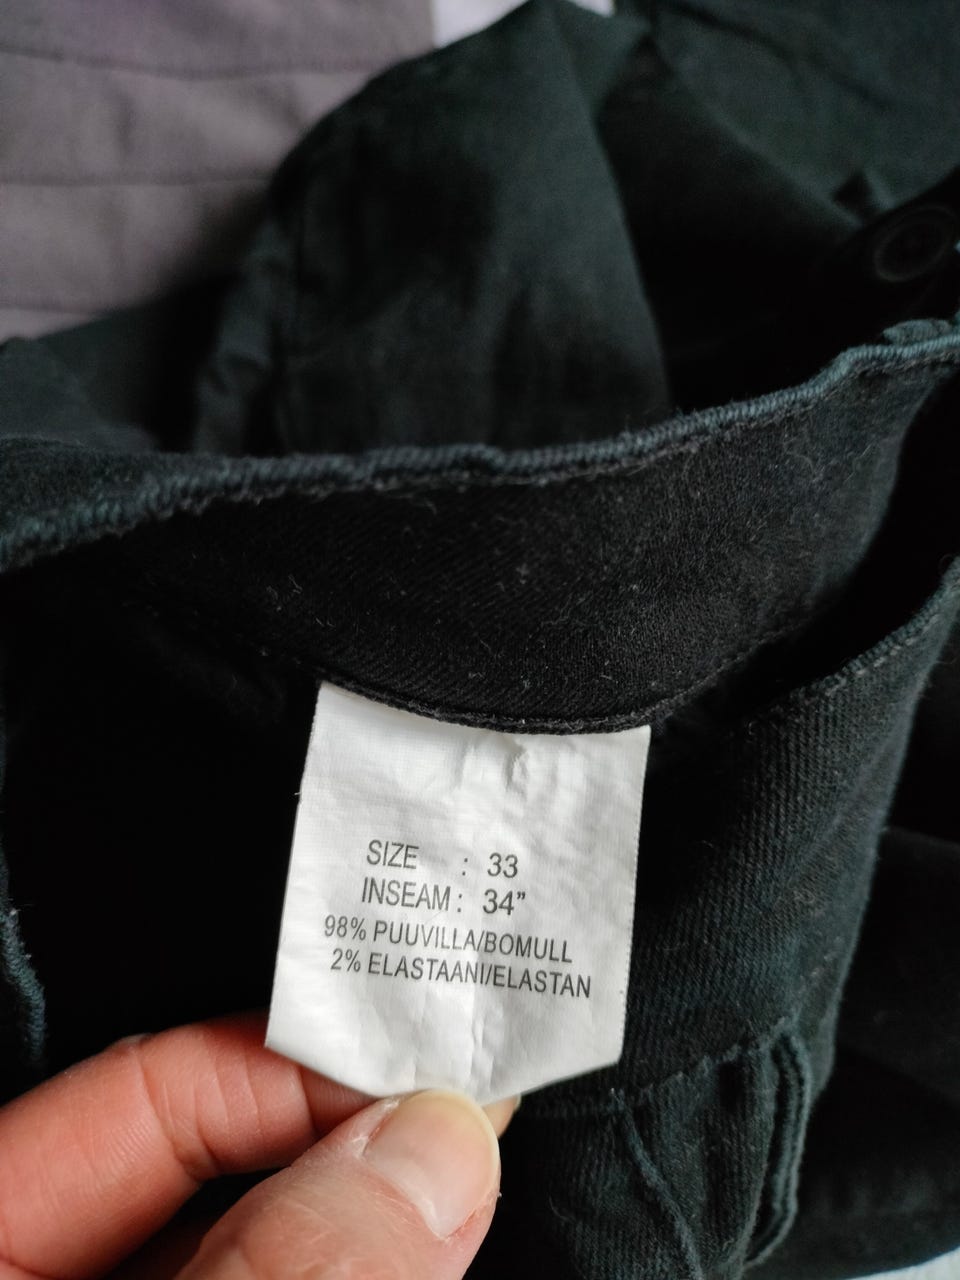 SIZE : 33
INSEAM : 34”
98% PUUVILLA/BOMULL
2% ELASTAANI/ELASTAN